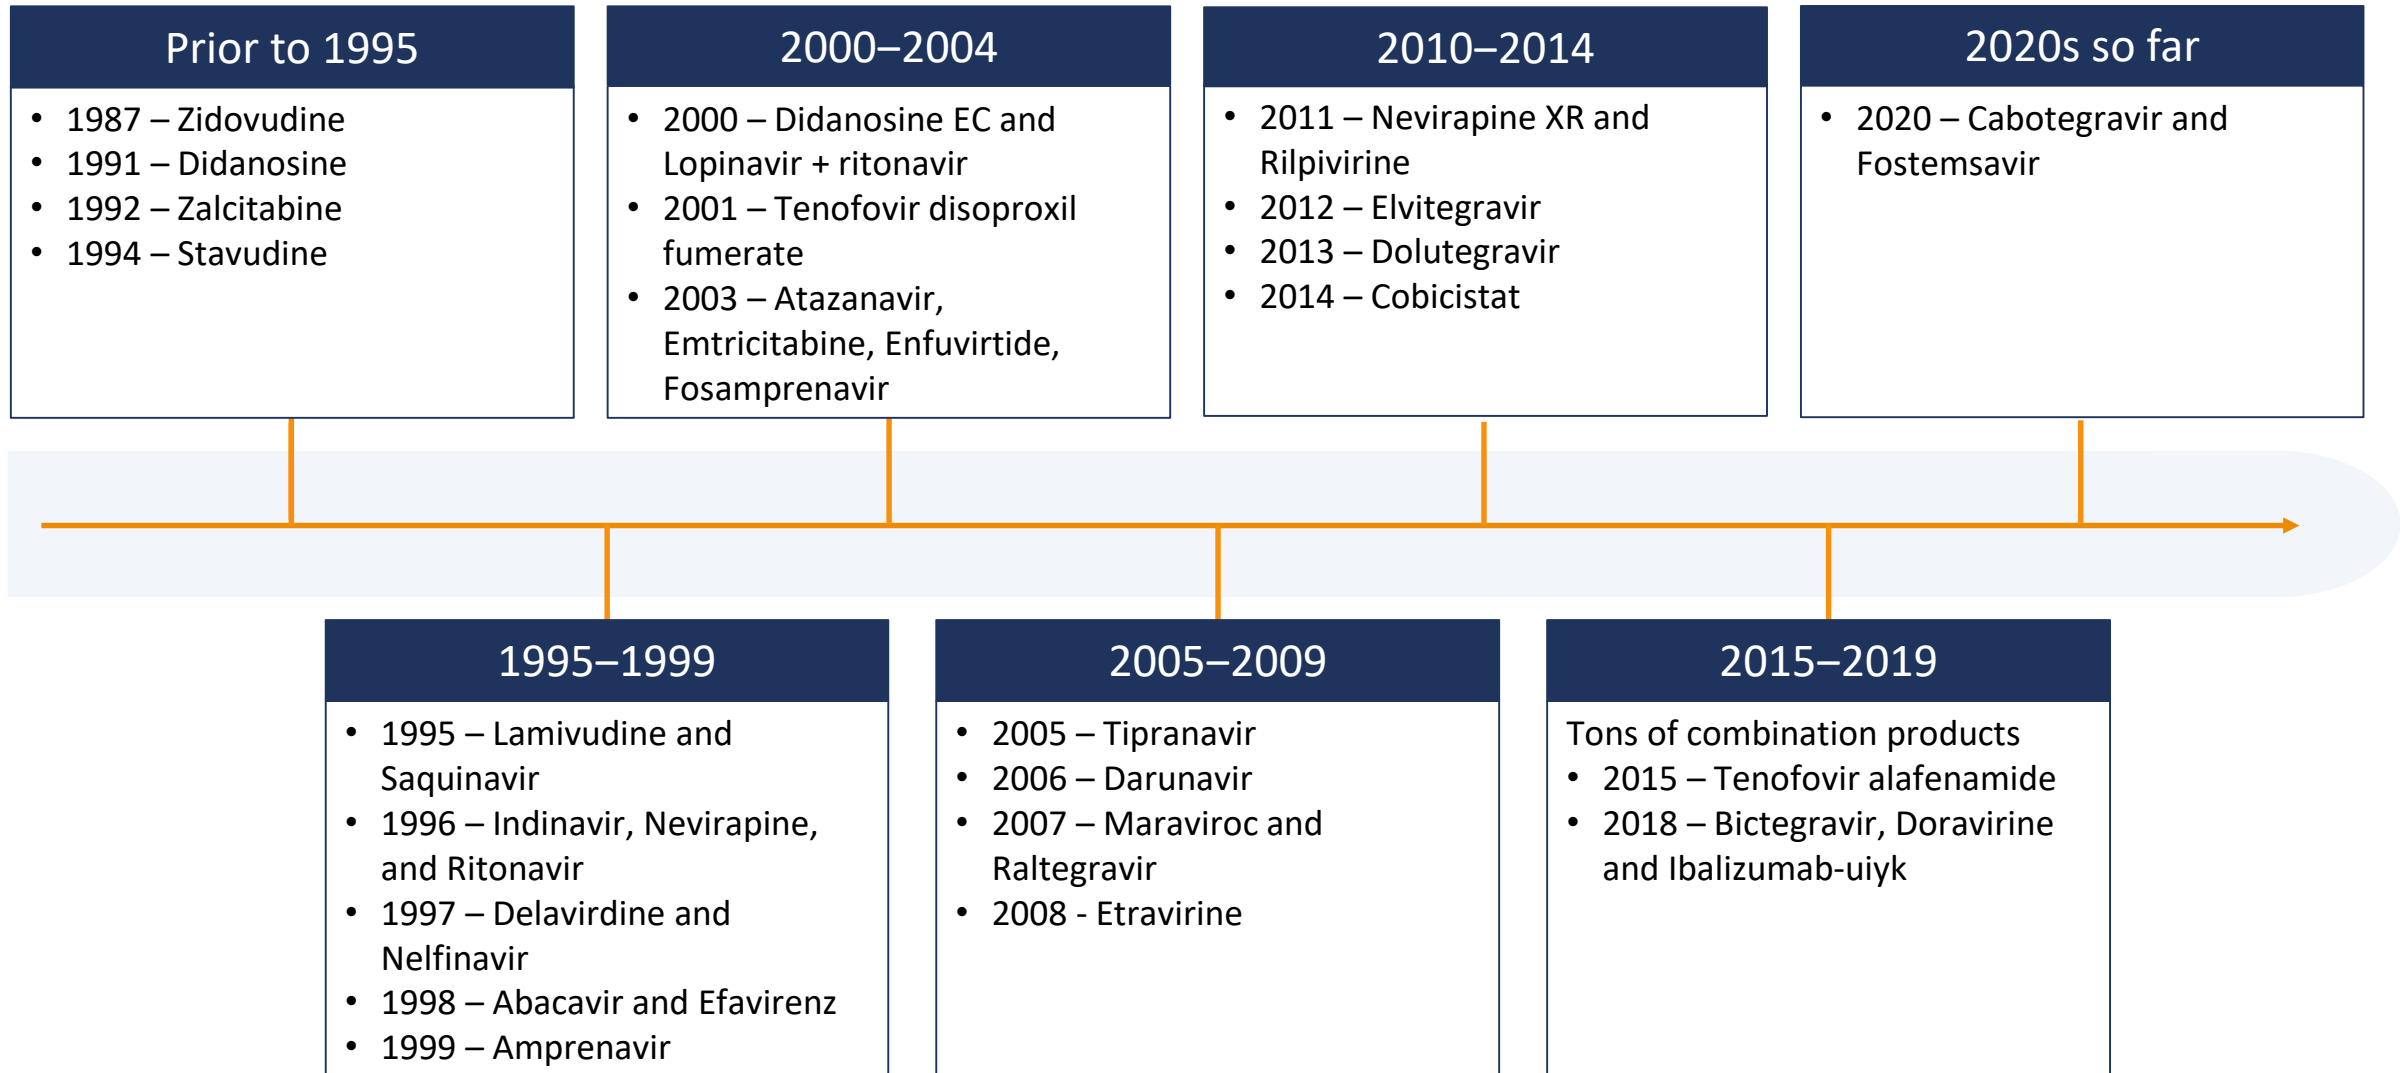 Prior to 1995
• 1987 – Zidovudine
• 1991 – Didanosine
• 1992 – Zalcitabine
• 1994 – Stavudine
1995–1999
• 1995 – Lamivudine and
Saquinavir
• 1996 – Indinavir, Nevirapine,
and Ritonavir
• 1997 – Delavirdine and
Nelfinavir
• 1998 – Abacavir and Efavirenz
• 1999 – Amprenavir
2000–2004
• 2000 – Didanosine EC and
Lopinavir + ritonavir
• 2001 – Tenofovir disoproxil
fumerate
• 2003 – Atazanavir,
Emtricitabine, Enfuvirtide,
Fosamprenavir
2005–2009
• 2005 – Tipranavir
• 2006 – Darunavir
• 2007 – Maraviroc and
Raltegravir
• 2008 - Etravirine
2010–2014
• 2011 – Nevirapine XR and
Rilpivirine
• 2012 – Elvitegravir
• 2013 – Dolutegravir
• 2014 – Cobicistat
2015–2019
Tons of combination products
• 2015 – Tenofovir alafenamide
• 2018 – Bictegravir, Doravirine
and Ibalizumab-uiyk
2020s so far
• 2020 – Cabotegravir and
Fostemsavir